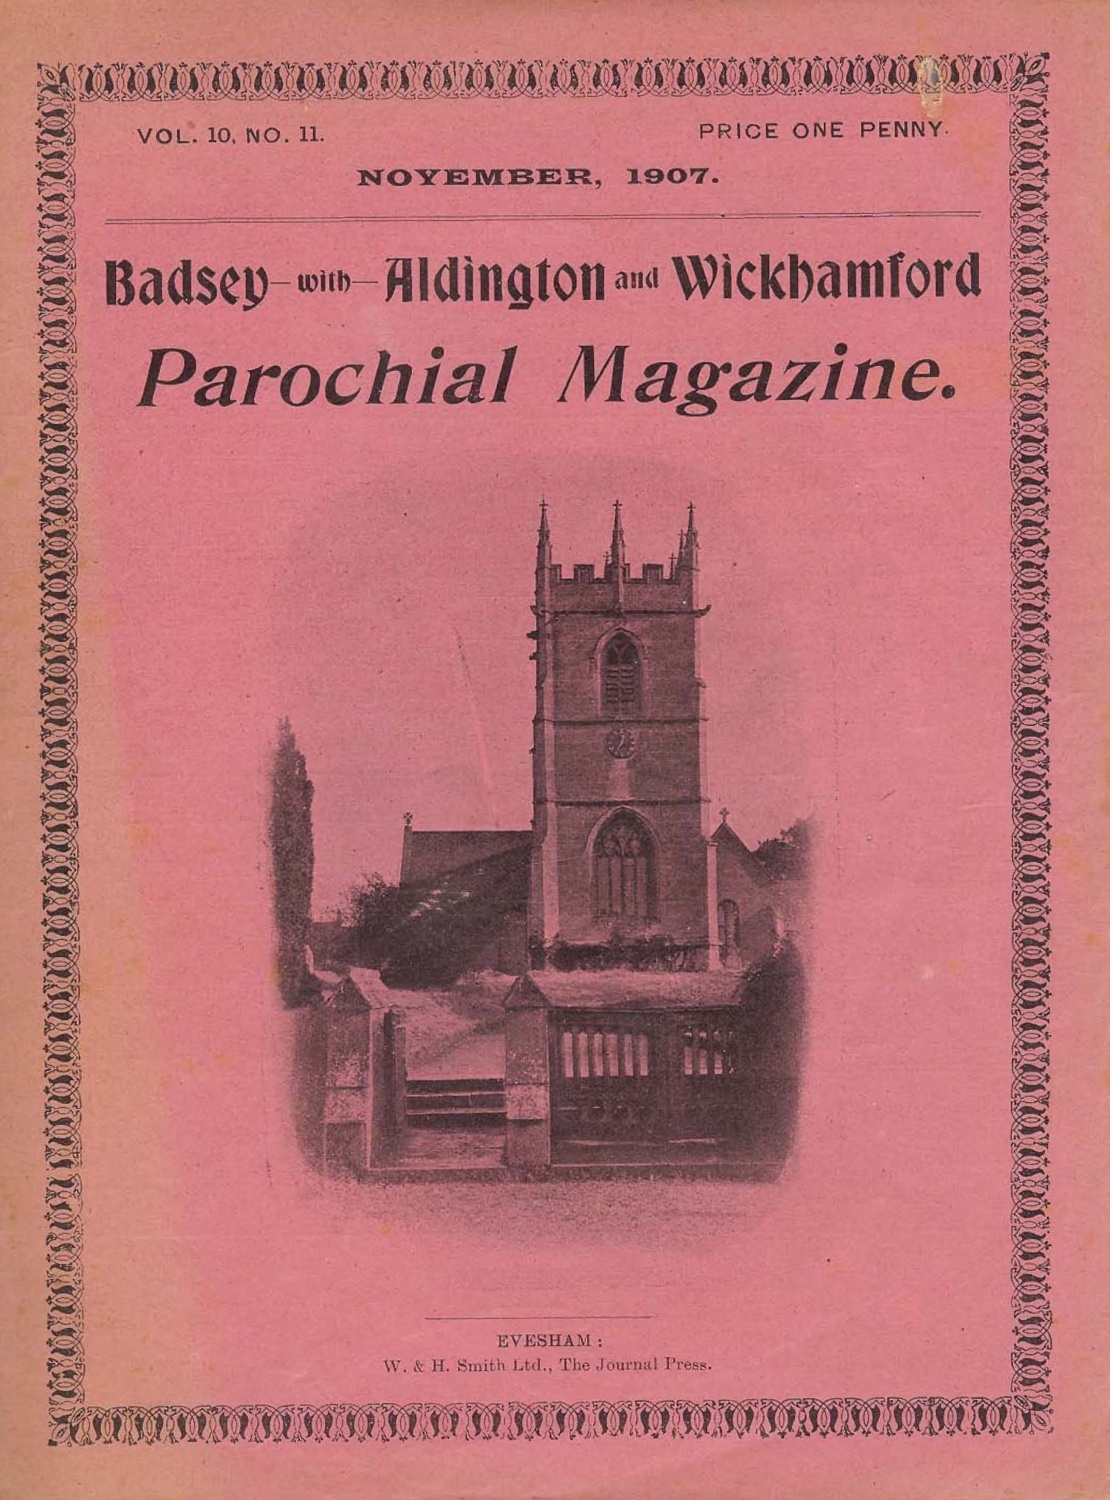 VOL. 10, NO. 11.
PRICE ONE PENNY.
NOVEMBER, 1907.
Badsey—with—Aldington and Wickhamford
Parochial Magazine.
EVESHAM :
W. & H. Smith Ltd., The Journal Press.